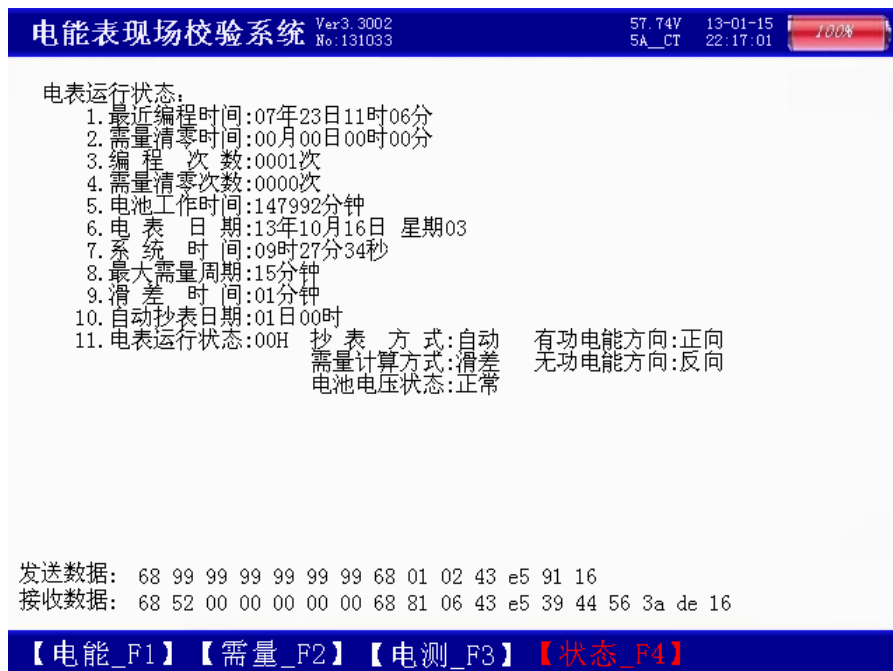 电能表现场校验系统 Ver3.3002 57.74V 13-01-15 100%
No:131033 5A__CT 22:17:01
电表运行状态:
1.最近编程时间:07年23日11时06分
2.需量清零时间:00月00日00时00分
3.编 程 次 数:0001次
4.需量清零次数:0000次
5.电池工作时间:147992分钟
6.电 表 日 期:13年10月16日 星期03
7.系 统 时 间:09时27分34秒
8.最大需量周期:15分钟
9.滑 差 时 间:01分钟
10.自动抄表日期:01日00时
11.电表运行状态:00H 抄 表 方 式:自动 有功电能方向:正向
需量计算方式:滑差 无功电能方向:反向
电池电压状态:正常
发送数据: 68 99 99 99 99 99 99 68 01 02 43 e5 91 16
接收数据: 68 52 00 00 00 00 00 68 81 06 43 e5 39 44 56 3a de 16
【电能_F1】【需量_F2】【电测_F3】【状态_F4】